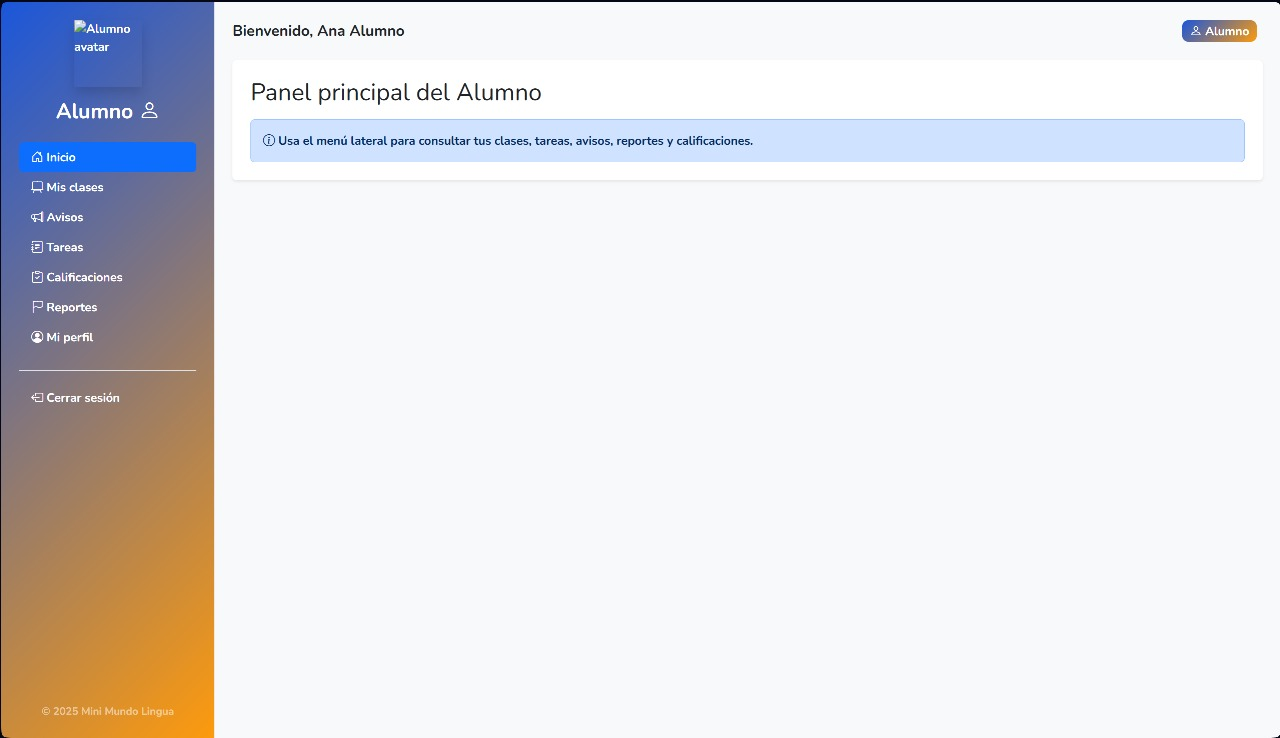 Alumno
avatar
Alumno
Inicio
Mis clases
Avisos
Tareas
Calificaciones
Reportes
Mi perfil
Cerrar sesión
© 2025 Mini Mundo Lingua
Bienvenido, Ana Alumno
Alumno
Panel principal del Alumno
Usa el menú lateral para consultar tus clases, tareas, avisos, reportes y calificaciones.